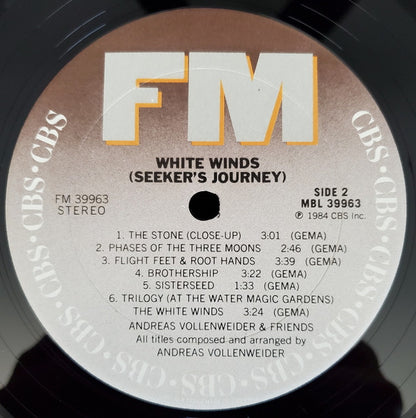 FM
WHITE WINDS
(SEEKER'S JOURNEY)
FM 39963
STEREO
SIDE 2
MBL 39963
℗ 1984 CBS Inc.
1. THE STONE (CLOSE-UP) 3:01 (GEMA)
2. PHASES OF THE THREE MOONS 2:46 (GEMA)
3. FLIGHT FEET & ROOT HANDS 3:39 (GEMA)
4. BROTHERSHIP 3:22 (GEMA)
5. SISTERSEED 1:33 (GEMA)
6. TRILOGY (AT THE WATER MAGIC GARDENS)
THE WHITE WINDS 3:24 (GEMA)
ANDREAS VOLLENWEIDER & FRIENDS
All titles composed and arranged by
ANDREAS VOLLENWEIDER
CBS · CBS · CBS · CBS · CBS · CBS · CBS · CBS · CBS · CBS